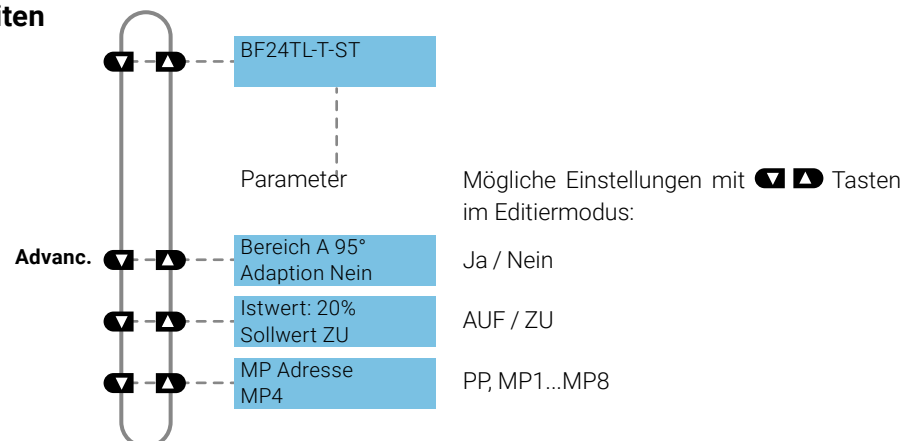 BF24TL-T-ST
Parameter
Mögliche Einstellungen mit Tasten
im Editiermodus:
Advanc.
Bereich A 95°
Adaption Nein
Ja / Nein
Istwert: 20%
Sollwert ZU
AUF / ZU
MP Adresse
MP4
PP, MP1...MP8